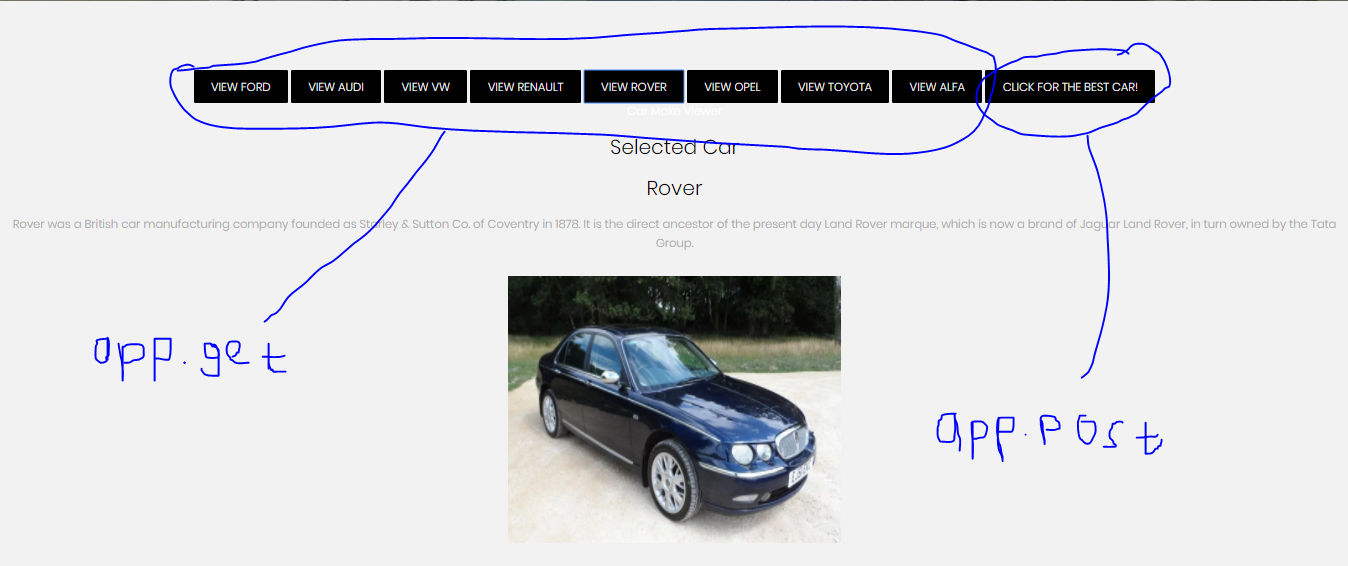 VIEW FORD VIEW AUDI VIEW VW VIEW RENAULT VIEW ROVER VIEW OPEL VIEW TOYOTA VIEW ALFA CLICK FOR THE BEST CAR!
Car Make Viewer
Selected Car
Rover
Rover was a British car manufacturing company founded as Starley & Sutton Co. of Coventry in 1878. It is the direct ancestor of the present day Land Rover marque, which is now a brand of Jaguar Land Rover, in turn owned by the Tata
Group.
app.get
app.post